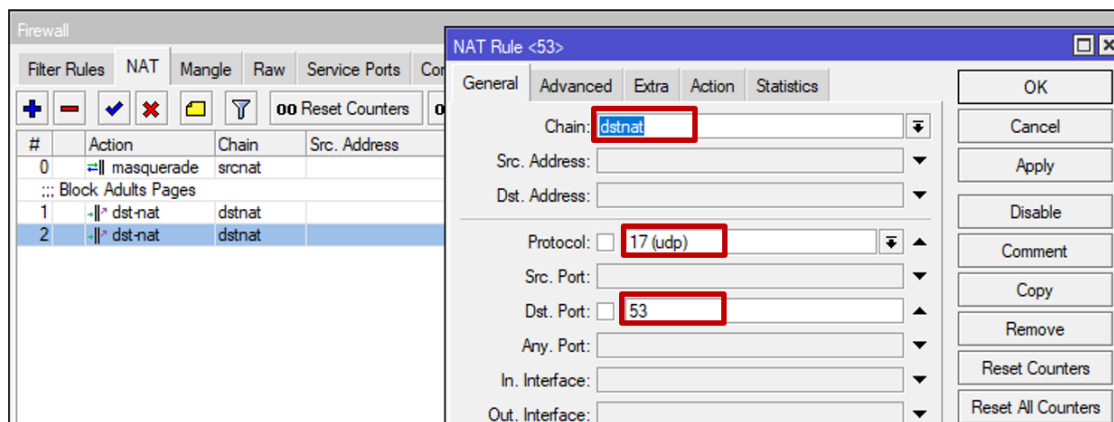 Firewall
Filter Rules NAT Mangle Raw Service Ports Cor
00 Reset Counters 0
# Action Chain Src. Address
0 masquerade srcnat
;;; Block Adults Pages
1 dst-nat dstnat
2 dst-nat dstnat
NAT Rule <53>
General Advanced Extra Action Statistics
Chain: dstnat
Src. Address:
Dst. Address:
Protocol: 17 (udp)
Src. Port:
Dst. Port: 53
Any. Port:
In. Interface:
Out. Interface:
OK
Cancel
Apply
Disable
Comment
Copy
Remove
Reset Counters
Reset All Counters